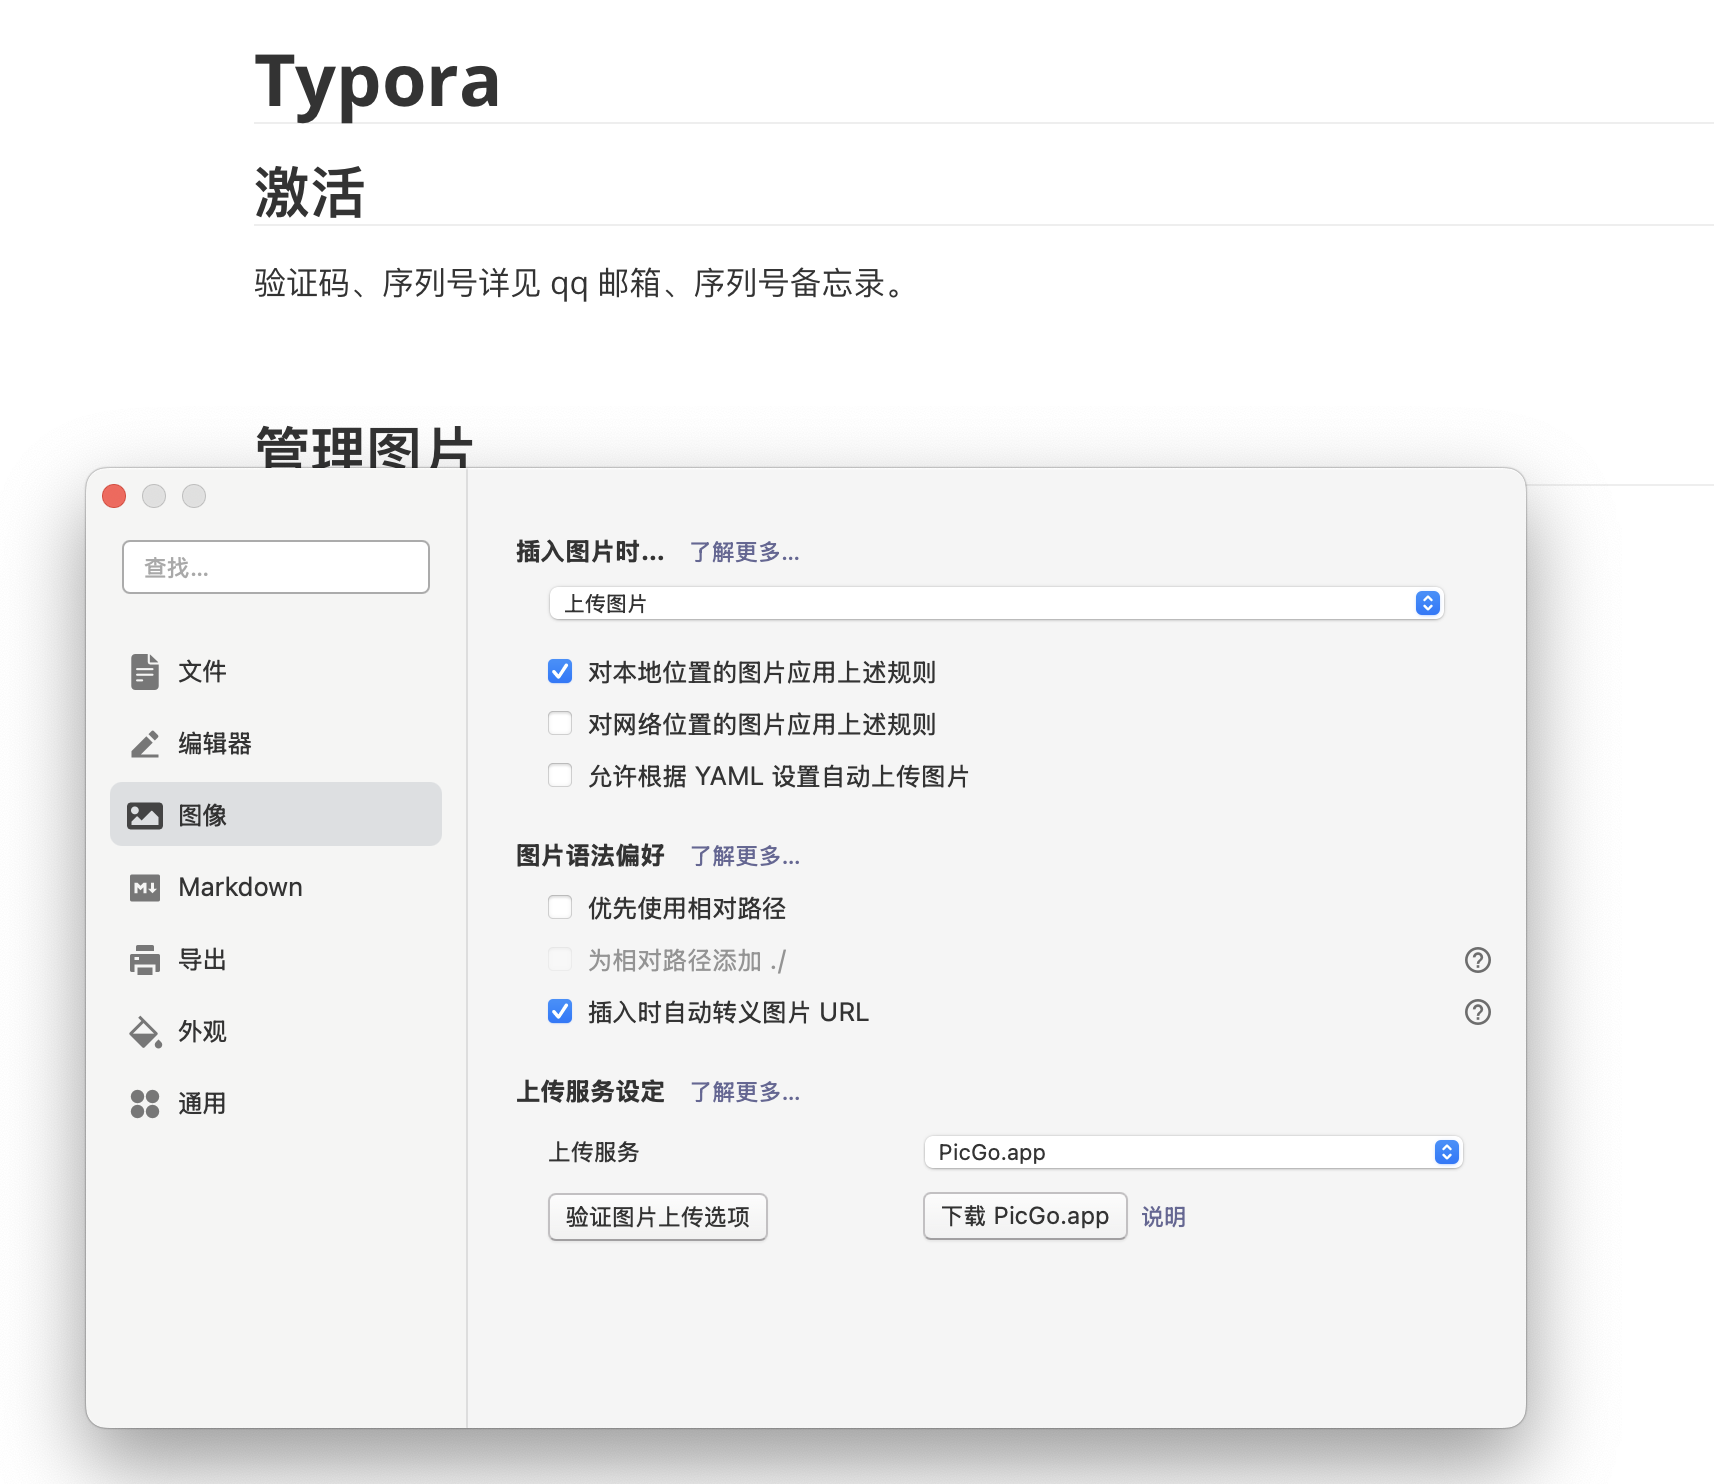 Typora
激活
验证码、序列号详见 qq 邮箱、序列号备忘录。
管理图片
查找...
文件
编辑器
图像
Markdown
导出
外观
通用
插入图片时... 了解更多...
上传图片
对本地位置的图片应用上述规则
对网络位置的图片应用上述规则
允许根据 YAML 设置自动上传图片
图片语法偏好 了解更多...
优先使用相对路径
为相对路径添加 ./
插入时自动转义图片 URL
上传服务设定 了解更多...
上传服务 PicGo.app
验证图片上传选项 下载 PicGo.app 说明